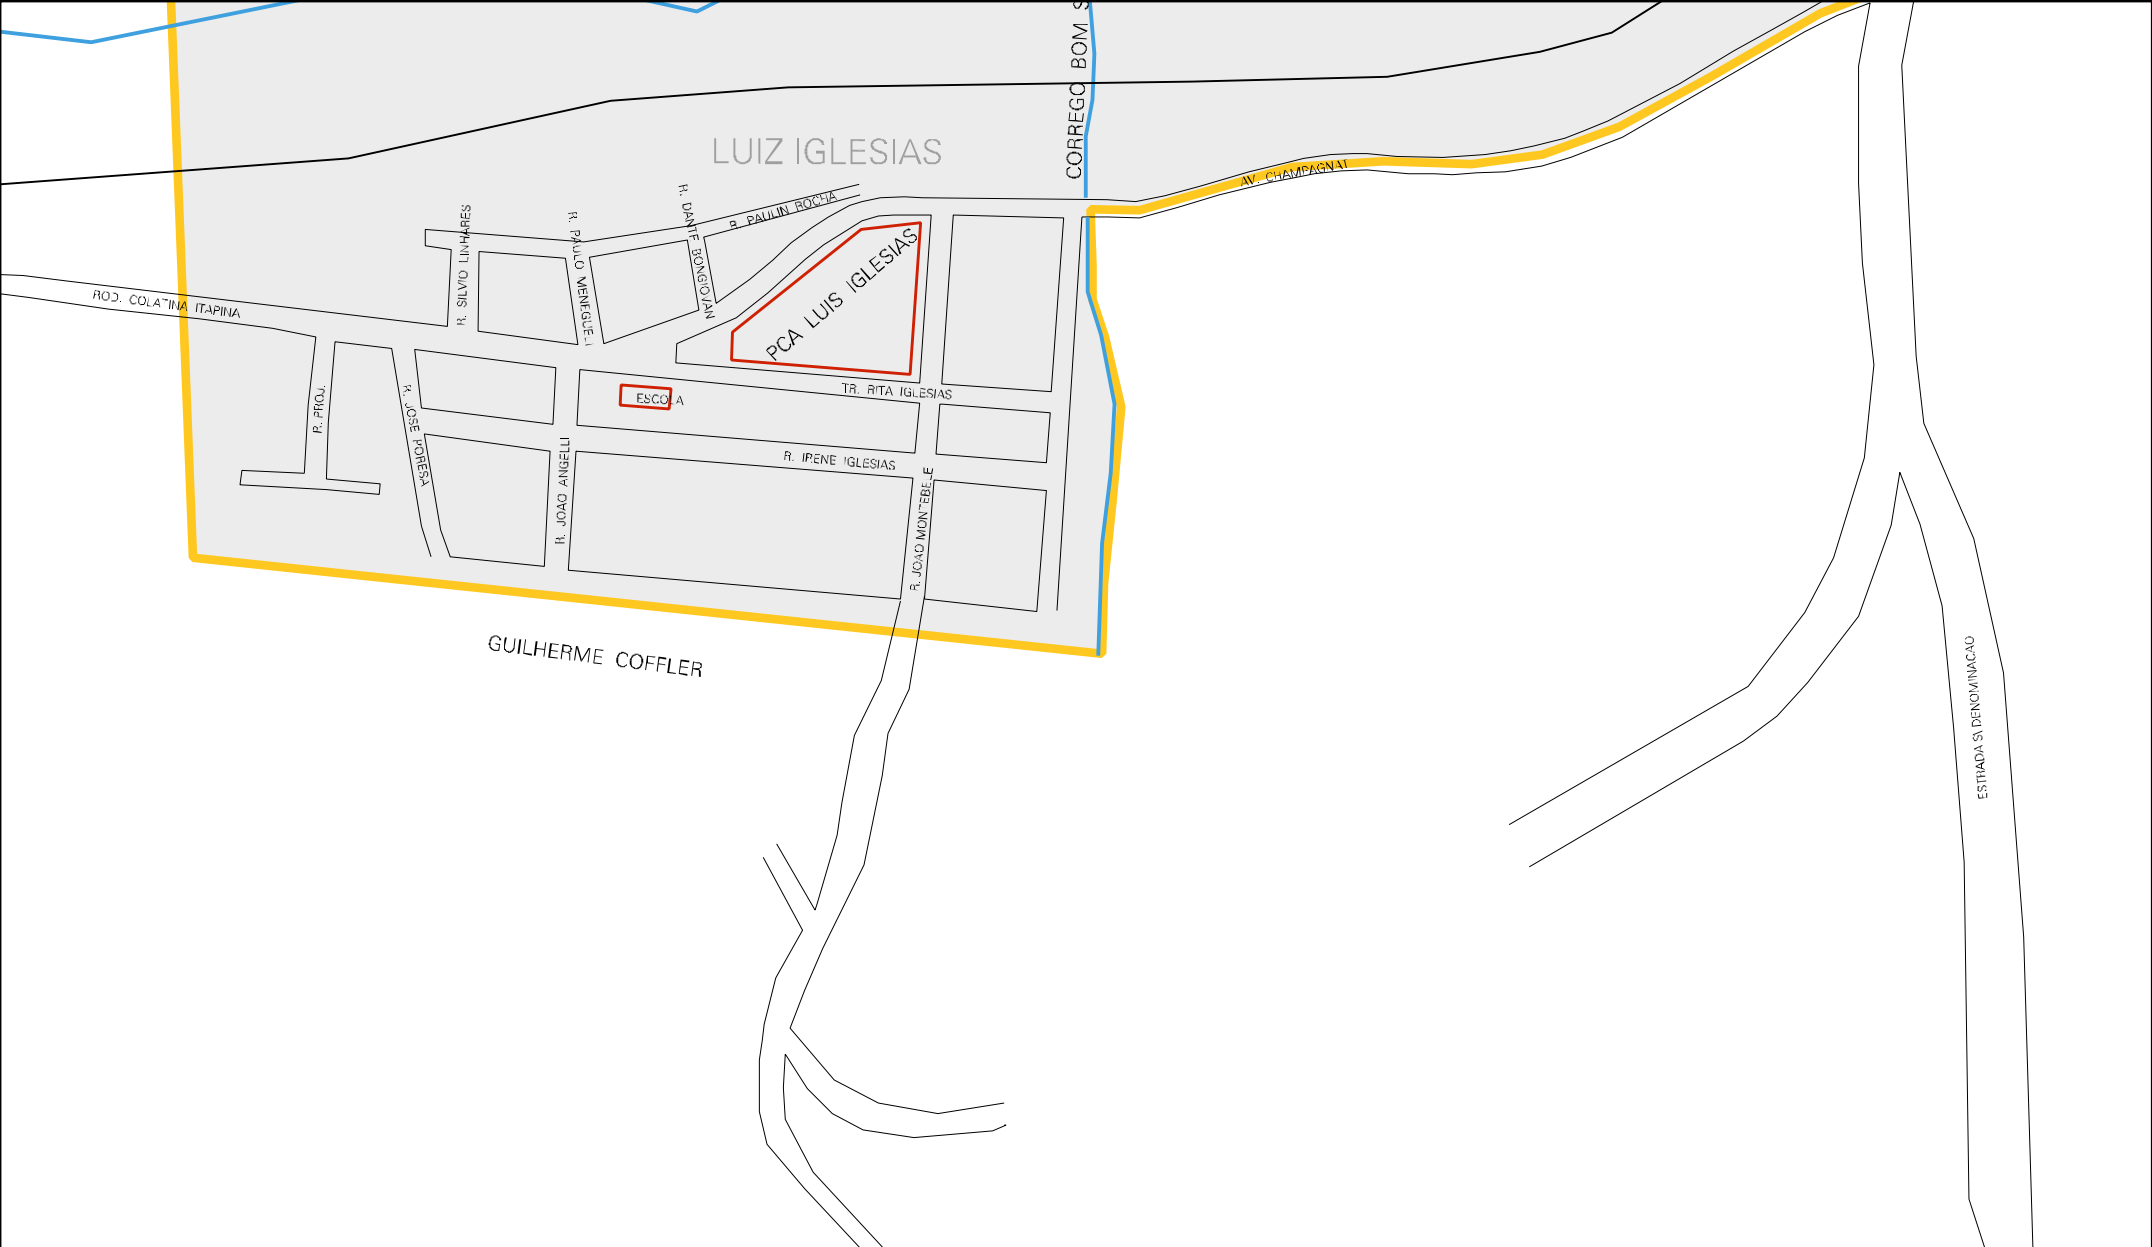 CORREGO BOM S
LUIZ IGLESIAS
AV. CHAMPAGNAT
R. PAULIN ROCHA
R. DANTE BONGIOVAN
R. PAULO MENEGUELI
R. SILVIO LINHARES
PCA LUIS IGLESIAS
ROD. COLATINA ITAPINA
TR. RITA IGLESIAS
ESCOLA
R. PROJ.
R. JOSE PORESA
R. IRENE IGLESIAS
R. JOAO ANGELLI
R. JOAO MONTEBELE
GUILHERME COFFLER
ESTRADA S\ DENOMINACAO